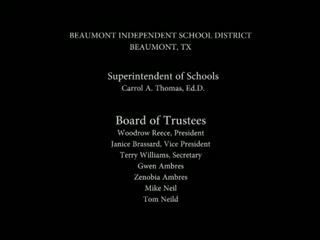 BEAUMONT INDEPENDENT SCHOOL DISTRICT
BEAUMONT, TX
Superintendent of Schools
Carrol A. Thomas, Ed.D.
Board of Trustees
Woodrow Reece, President
Janice Brassard, Vice President
Terry Williams, Secretary
Gwen Ambres
Zenobia Ambres
Mike Neil
Tom Neild